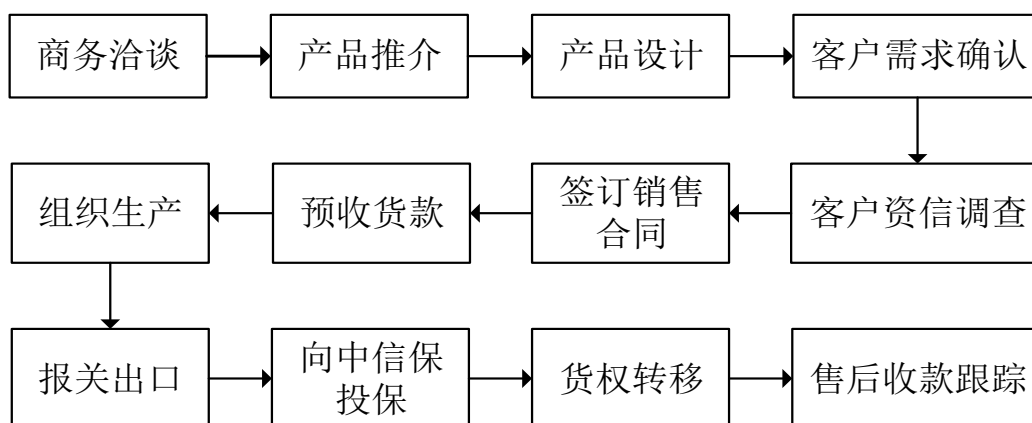 商务洽谈
产品推介
产品设计
客户需求确认
组织生产
预收货款
签订销售
合同
客户资信调查
报关出口
向中信保
投保
货权转移
售后收款跟踪